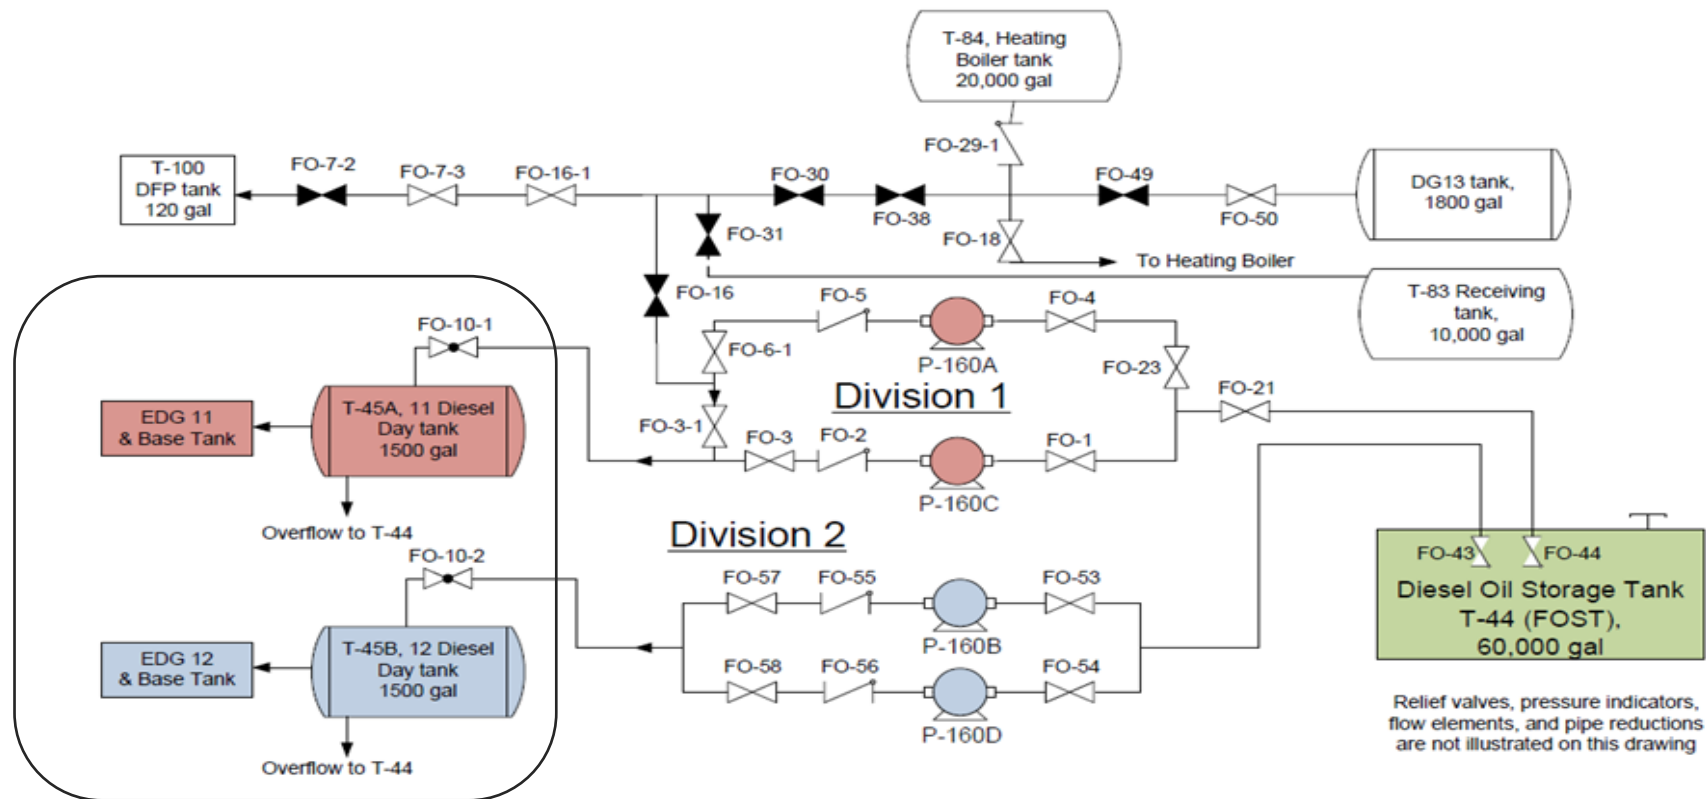 T-84, Heating
Boiler tank
20,000 gal
FO-29-1
T-100
DFP tank
120 gal
FO-7-2
FO-7-3
FO-16-1
FO-30
FO-38
FO-49
FO-50
DG13 tank,
1800 gal
FO-31
FO-18
To Heating Boiler
FO-16
T-83 Receiving
tank,
10,000 gal
FO-5
FO-4
FO-10-1
FO-6-1
P-160A
FO-23
Division 1
FO-21
EDG 11
& Base Tank
T-45A, 11 Diesel
Day tank
1500 gal
FO-3-1
FO-3
FO-2
FO-1
P-160C
Overflow to T-44
Division 2
FO-10-2
FO-43
FO-44
Diesel Oil Storage Tank
T-44 (FOST),
60,000 gal
FO-57
FO-55
FO-53
P-160B
EDG 12
& Base Tank
T-45B, 12 Diesel
Day tank
1500 gal
FO-58
FO-56
FO-54
P-160D
Overflow to T-44
Relief valves, pressure indicators,
flow elements, and pipe reductions
are not illustrated on this drawing